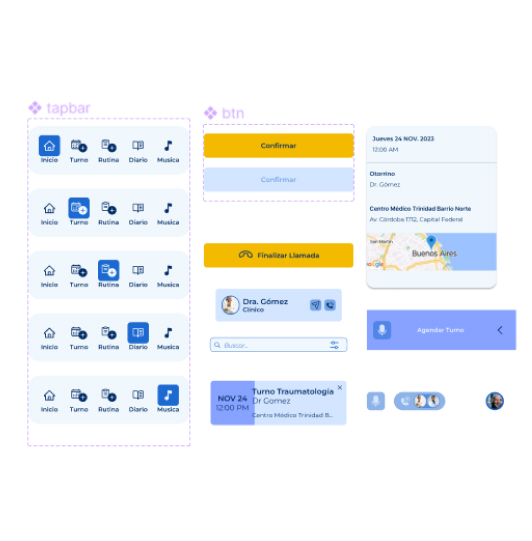 tapbar
Inicio Turno Rutina Diario Musica
Inicio Turno Rutina Diario Musica
Inicio Turno Rutina Diario Musica
Inicio Turno Rutina Diario Musica
Inicio Turno Rutina Diario Musica
btn
Confirmar
Confirmar
Finalizar Llamada
Dra. Gómez
Clínico
Buscar..
NOV 24
12:00 PM
Turno Traumatología
Dr Gomez
Centro Médico Trinidad B...
Jueves 24 NOV. 2023
12:00 AM
Otorrino
Dr. Gómez
Centro Médico Trinidad Barrio Norte
Av. Córdoba 1712, Capital Federal
San Martín
Buenos Aires
Agendar Turno